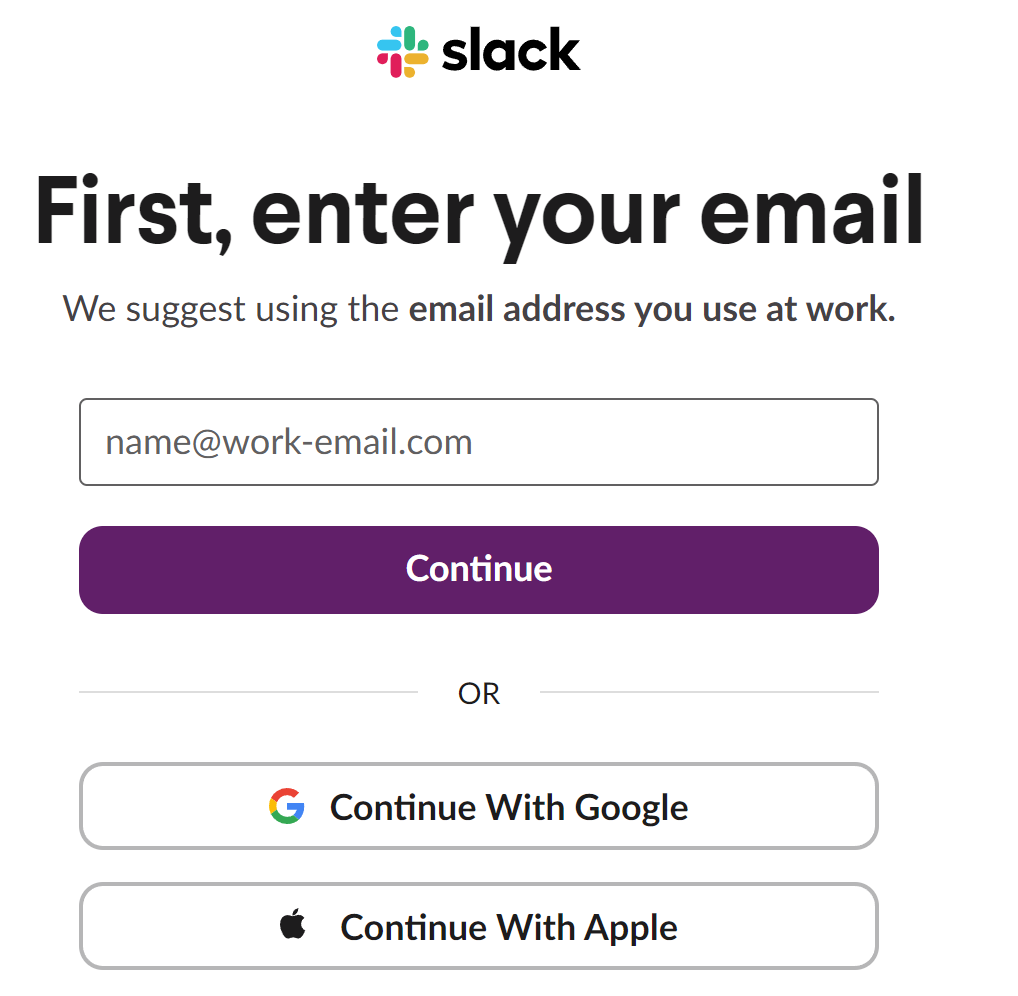 slack
First, enter your email
We suggest using the email address you use at work.
name@work-email.com
Continue
OR
Continue With Google
Continue With Apple